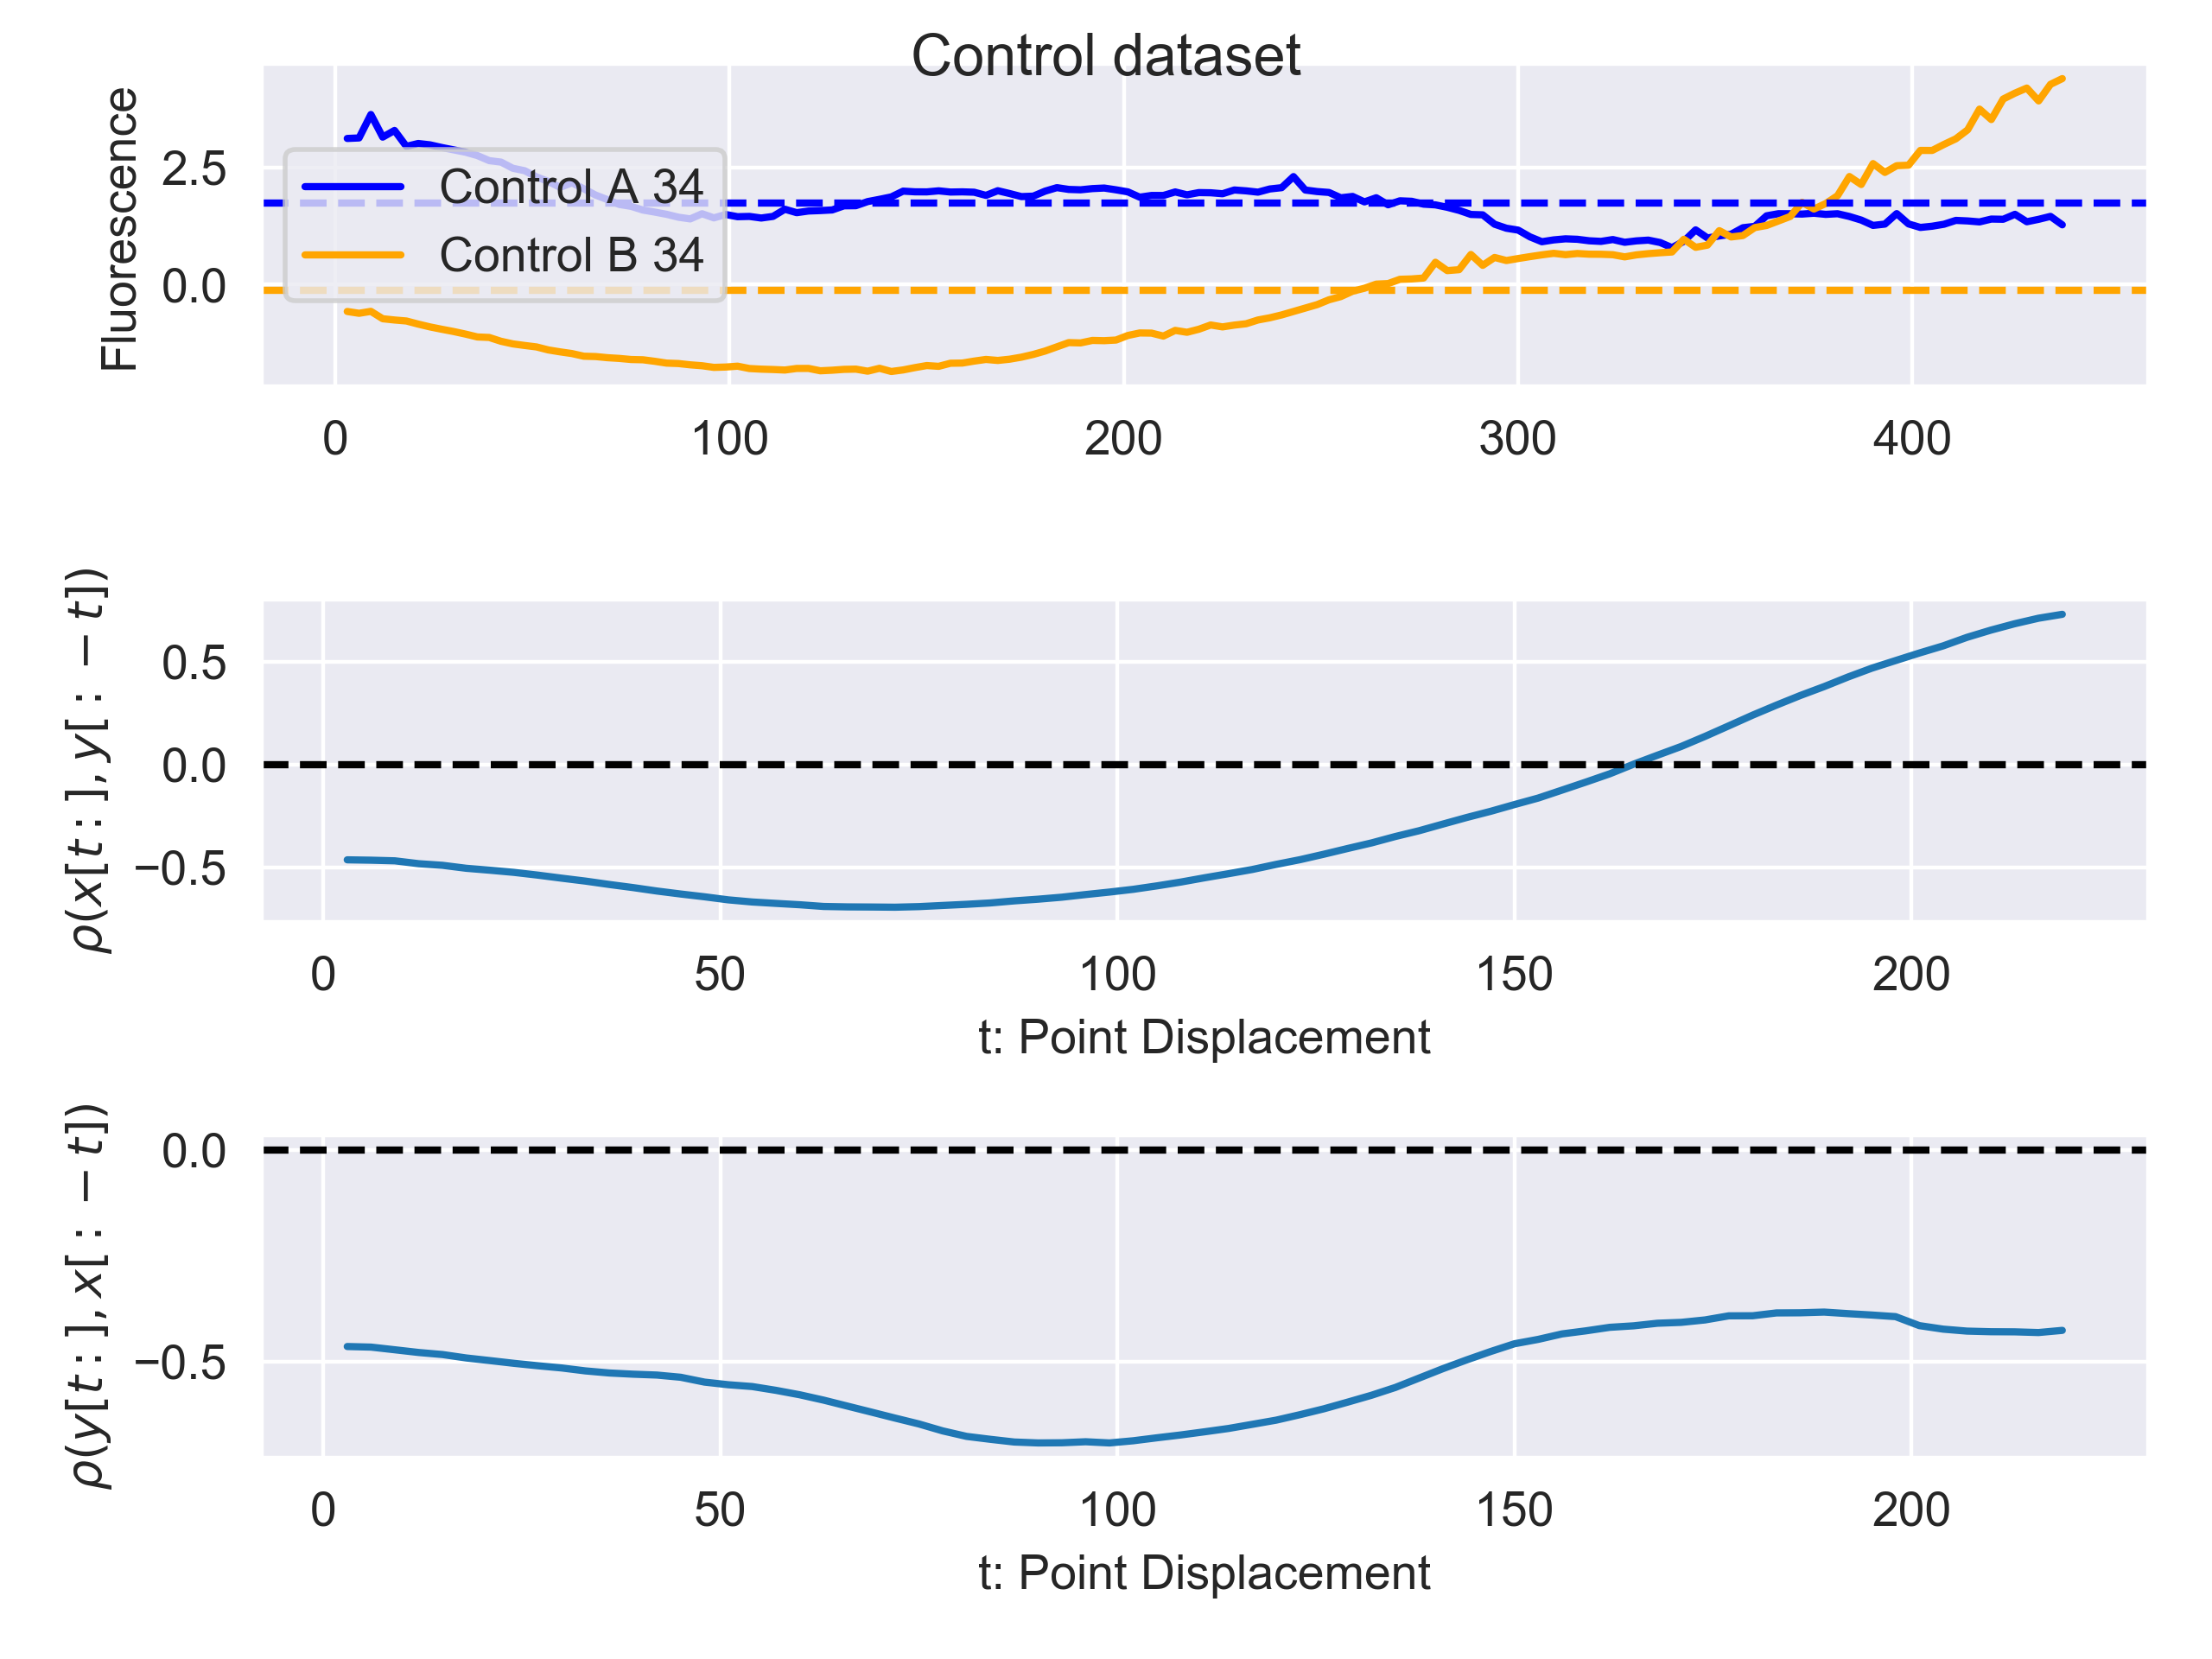 Control dataset
Fluorescence
2.5
0.0
Control A 34
Control B 34
0 100 200 300 400
ρ(x[t:], y[: − t])
0.5
0.0
−0.5
0 50 100 150 200
t: Point Displacement
ρ(y[t:], x[: − t])
0.0
−0.5
0 50 100 150 200
t: Point Displacement